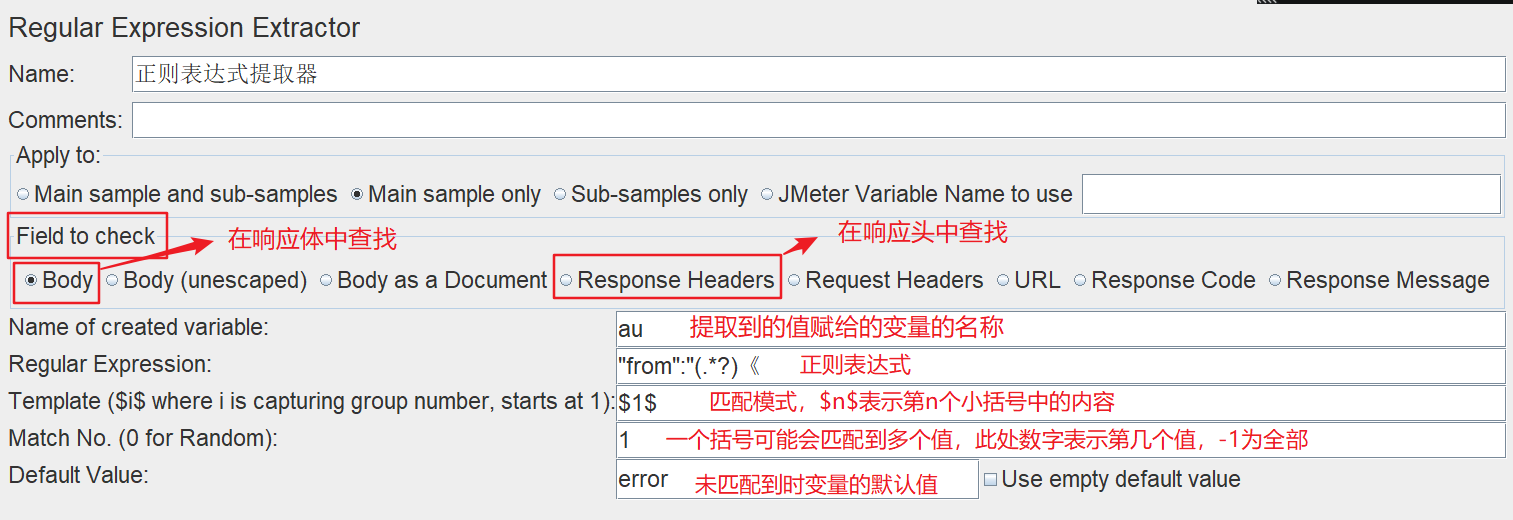 Regular Expression Extractor
Name: 正则表达式提取器
Comments:
Apply to:
Main sample and sub-samples Main sample only Sub-samples only JMeter Variable Name to use
Field to check 在响应体中查找 在响应头中查找
Body Body (unescaped) Body as a Document Response Headers Request Headers URL Response Code Response Message
Name of created variable: au 提取到的值赋给的变量的名称
Regular Expression: "from":"(.*?)《 正则表达式
Template ($i$ where i is capturing group number, starts at 1): $1$ 匹配模式，$n$表示第n个小括号中的内容
Match No. (0 for Random): 1 一个括号可能会匹配到多个值，此处数字表示第几个值，-1为全部
Default Value: error 未匹配到时变量的默认值 Use empty default value